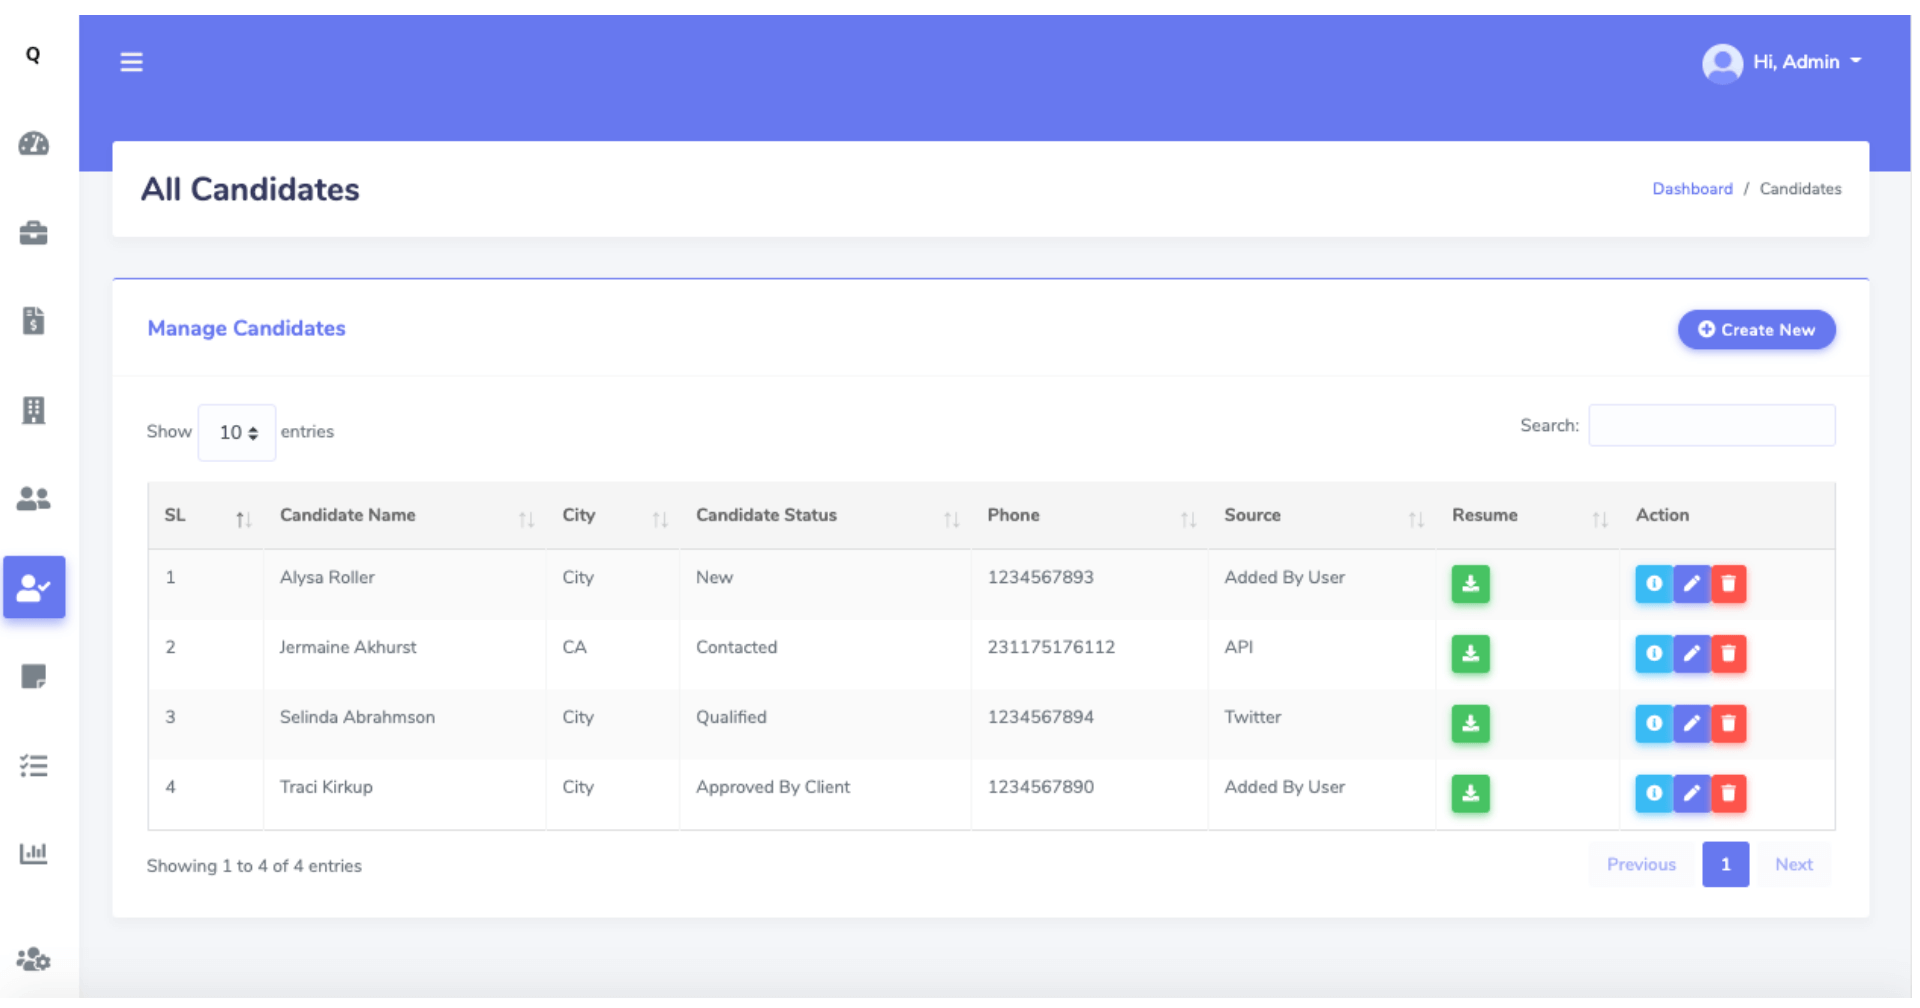 Q
Hi, Admin
All Candidates
Dashboard / Candidates
Manage Candidates
Create New
Show 10 entries
Search:
SL Candidate Name City Candidate Status Phone Source Resume Action
1 Alysa Roller City New 1234567893 Added By User
2 Jermaine Akhurst CA Contacted 231175176112 API
3 Selinda Abrahmson City Qualified 1234567894 Twitter
4 Traci Kirkup City Approved By Client 1234567890 Added By User
Showing 1 to 4 of 4 entries
Previous 1 Next